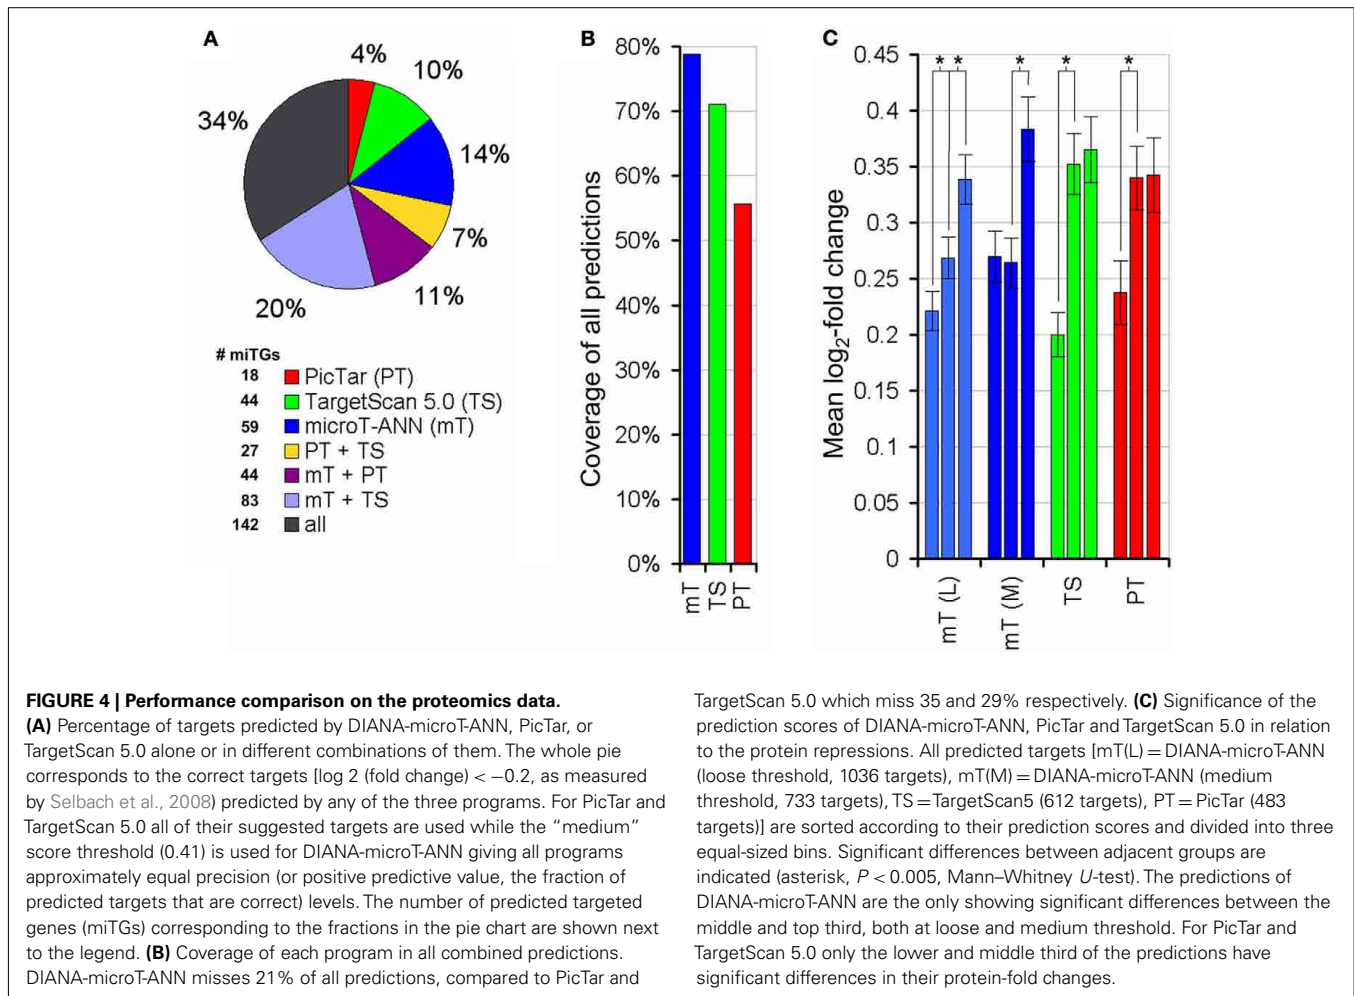 A
4%
10%
34%
14%
7%
11%
20%
# miTGs
18 PicTar (PT)
44 TargetScan 5.0 (TS)
59 microT-ANN (mT)
27 PT + TS
44 mT + PT
83 mT + TS
142 all
B
80%
70%
60%
50%
40%
30%
20%
10%
0%
Coverage of all predictions
mT
TS
PT
C
0.45
0.4
0.35
0.3
0.25
0.2
0.15
0.1
0.05
0
Mean log2-fold change
* * * * *
mT (L)
mT (M)
TS
PT
FIGURE 4 | Performance comparison on the proteomics data.
(A) Percentage of targets predicted by DIANA-microT-ANN, PicTar, or
TargetScan 5.0 alone or in different combinations of them. The whole pie
corresponds to the correct targets [log 2 (fold change) < −0.2, as measured
by Selbach et al., 2008) predicted by any of the three programs. For PicTar and
TargetScan 5.0 all of their suggested targets are used while the “medium”
score threshold (0.41) is used for DIANA-microT-ANN giving all programs
approximately equal precision (or positive predictive value, the fraction of
predicted targets that are correct) levels. The number of predicted targeted
genes (miTGs) corresponding to the fractions in the pie chart are shown next
to the legend. (B) Coverage of each program in all combined predictions.
DIANA-microT-ANN misses 21% of all predictions, compared to PicTar and
TargetScan 5.0 which miss 35 and 29% respectively. (C) Significance of the
prediction scores of DIANA-microT-ANN, PicTar and TargetScan 5.0 in relation
to the protein repressions. All predicted targets [mT(L) = DIANA-microT-ANN
(loose threshold, 1036 targets), mT(M) = DIANA-microT-ANN (medium
threshold, 733 targets), TS = TargetScan5 (612 targets), PT = PicTar (483
targets)] are sorted according to their prediction scores and divided into three
equal-sized bins. Significant differences between adjacent groups are
indicated (asterisk, P < 0.005, Mann–Whitney U-test). The predictions of
DIANA-microT-ANN are the only showing significant differences between the
middle and top third, both at loose and medium threshold. For PicTar and
TargetScan 5.0 only the lower and middle third of the predictions have
significant differences in their protein-fold changes.